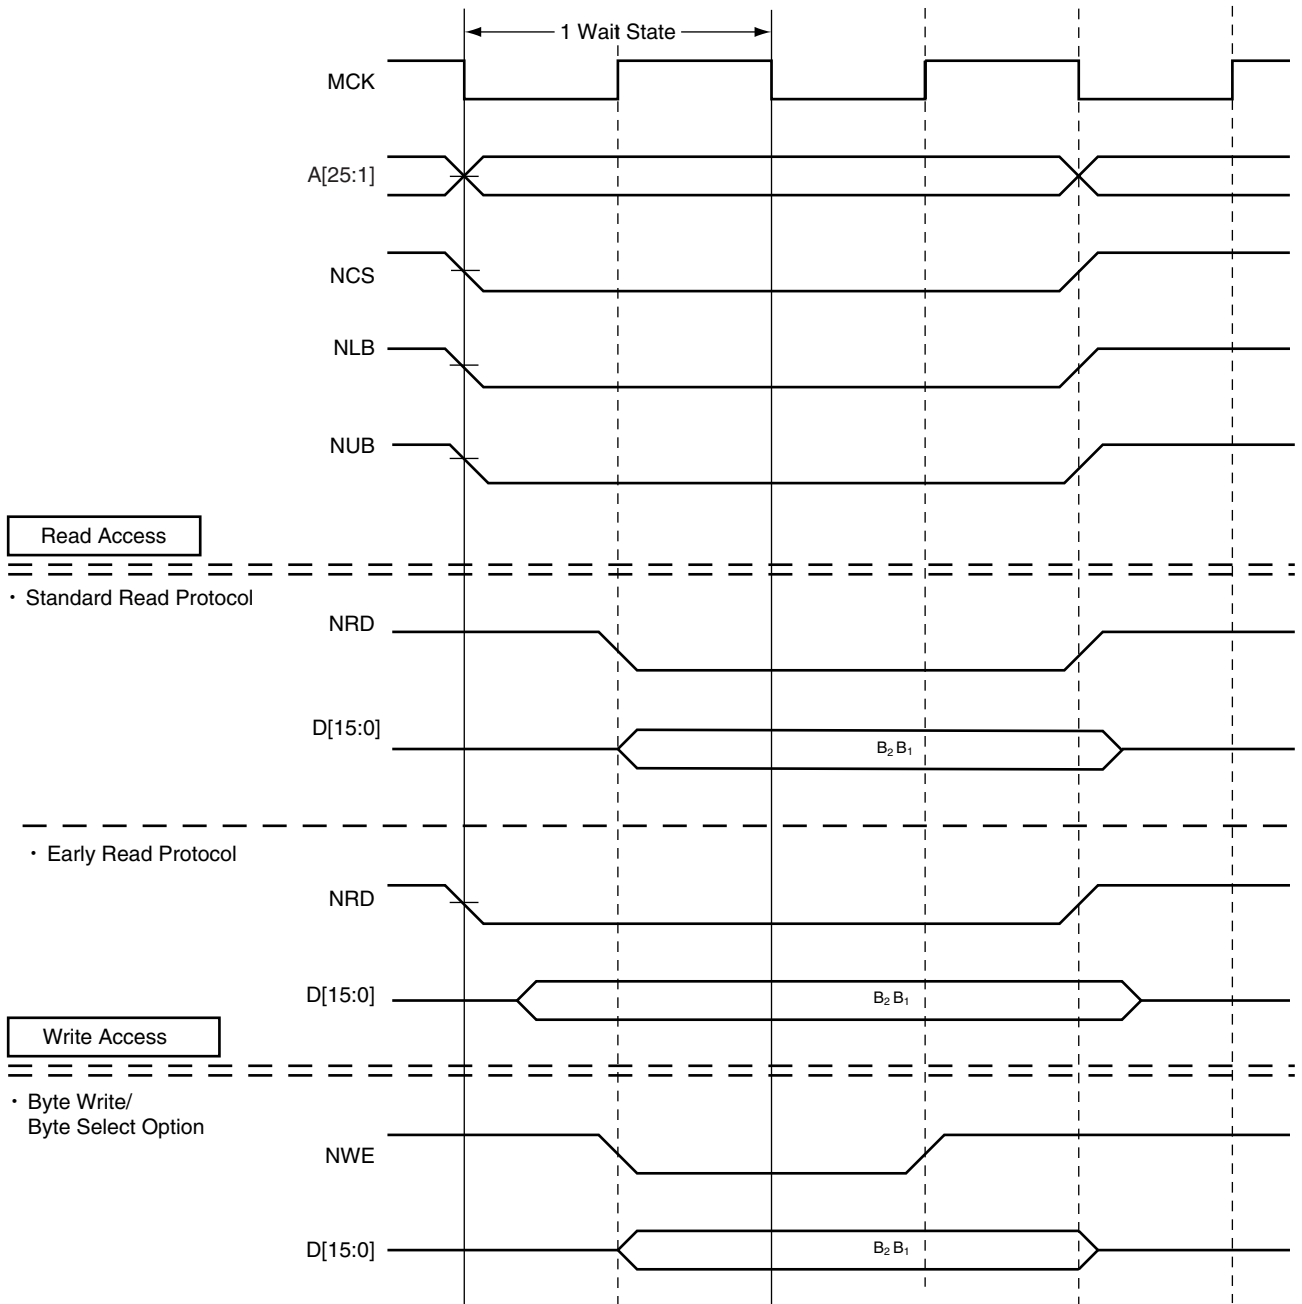 1 Wait State
MCK
A[25:1]
NCS
NLB
NUB
Read Access
· Standard Read Protocol
NRD
D[15:0]
B₂ B₁
· Early Read Protocol
NRD
D[15:0]
B₂ B₁
Write Access
· Byte Write/
Byte Select Option
NWE
D[15:0]
B₂ B₁